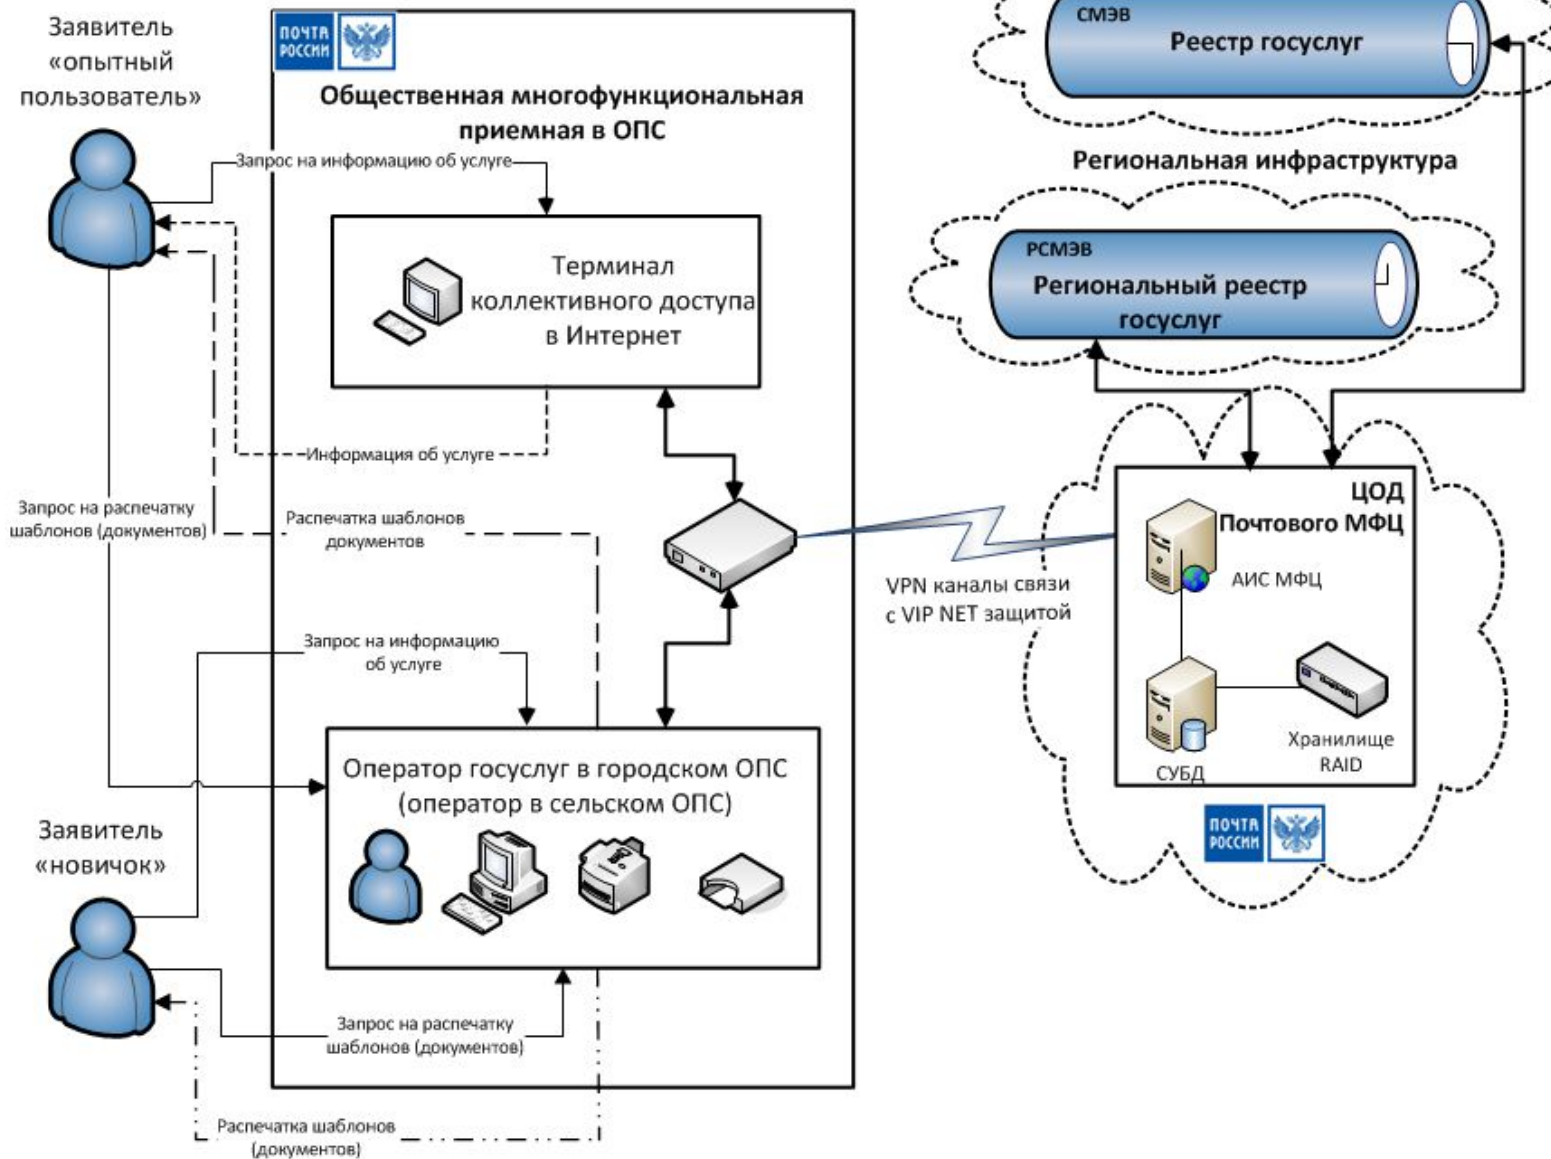 Заявитель
«опытный
пользователь»
ПОЧТА
РОССИИ
Общественная многофункциональная
приемная в ОПС
Запрос на информацию об услуге
Терминал
коллективного доступа
в Интернет
Информация об услуге
Запрос на распечатку
шаблонов (документов)
Распечатка шаблонов
документов
Запрос на информацию
об услуге
Оператор госуслуг в городском ОПС
(оператор в сельском ОПС)
Заявитель
«новичок»
Запрос на распечатку
шаблонов (документов)
Распечатка шаблонов
(документов)
СМЭВ
Реестр госуслуг
Региональная инфраструктура
РСМЭВ
Региональный реестр
госуслуг
VPN каналы связи
с VIP NET защитой
ЦОД
Почтового МФЦ
АИС МФЦ
СУБД
Хранилище
RAID
ПОЧТА
РОССИИ